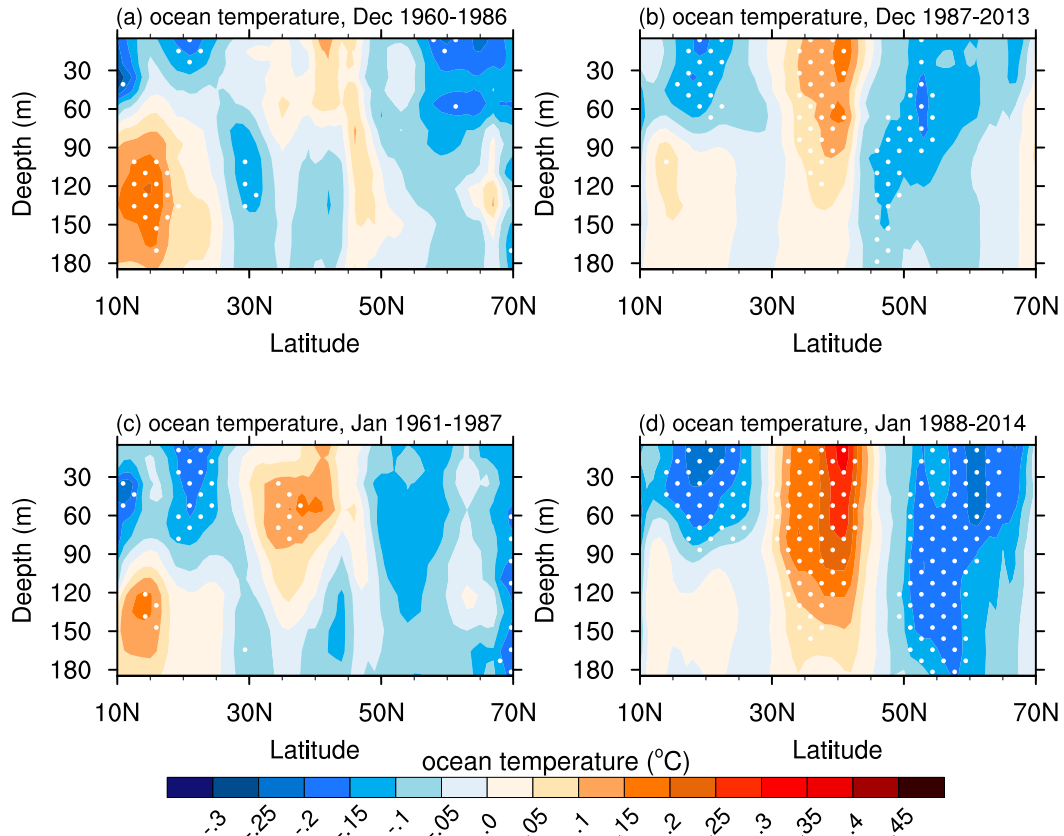 (a) ocean temperature, Dec 1960-1986
(b) ocean temperature, Dec 1987-2013
Deepth (m)
30
60
90
120
150
180
10N 30N 50N 70N
Latitude
Deepth (m)
30
60
90
120
150
180
10N 30N 50N 70N
Latitude
(c) ocean temperature, Jan 1961-1987
(d) ocean temperature, Jan 1988-2014
Deepth (m)
30
60
90
120
150
180
10N 30N 50N 70N
Latitude
Deepth (m)
30
60
90
120
150
180
10N 30N 50N 70N
Latitude
ocean temperature (°C)
-.3 -.25 -.2 -.15 -.1 -.05 .0 .05 .1 .15 .2 .25 .3 .35 .4 .45